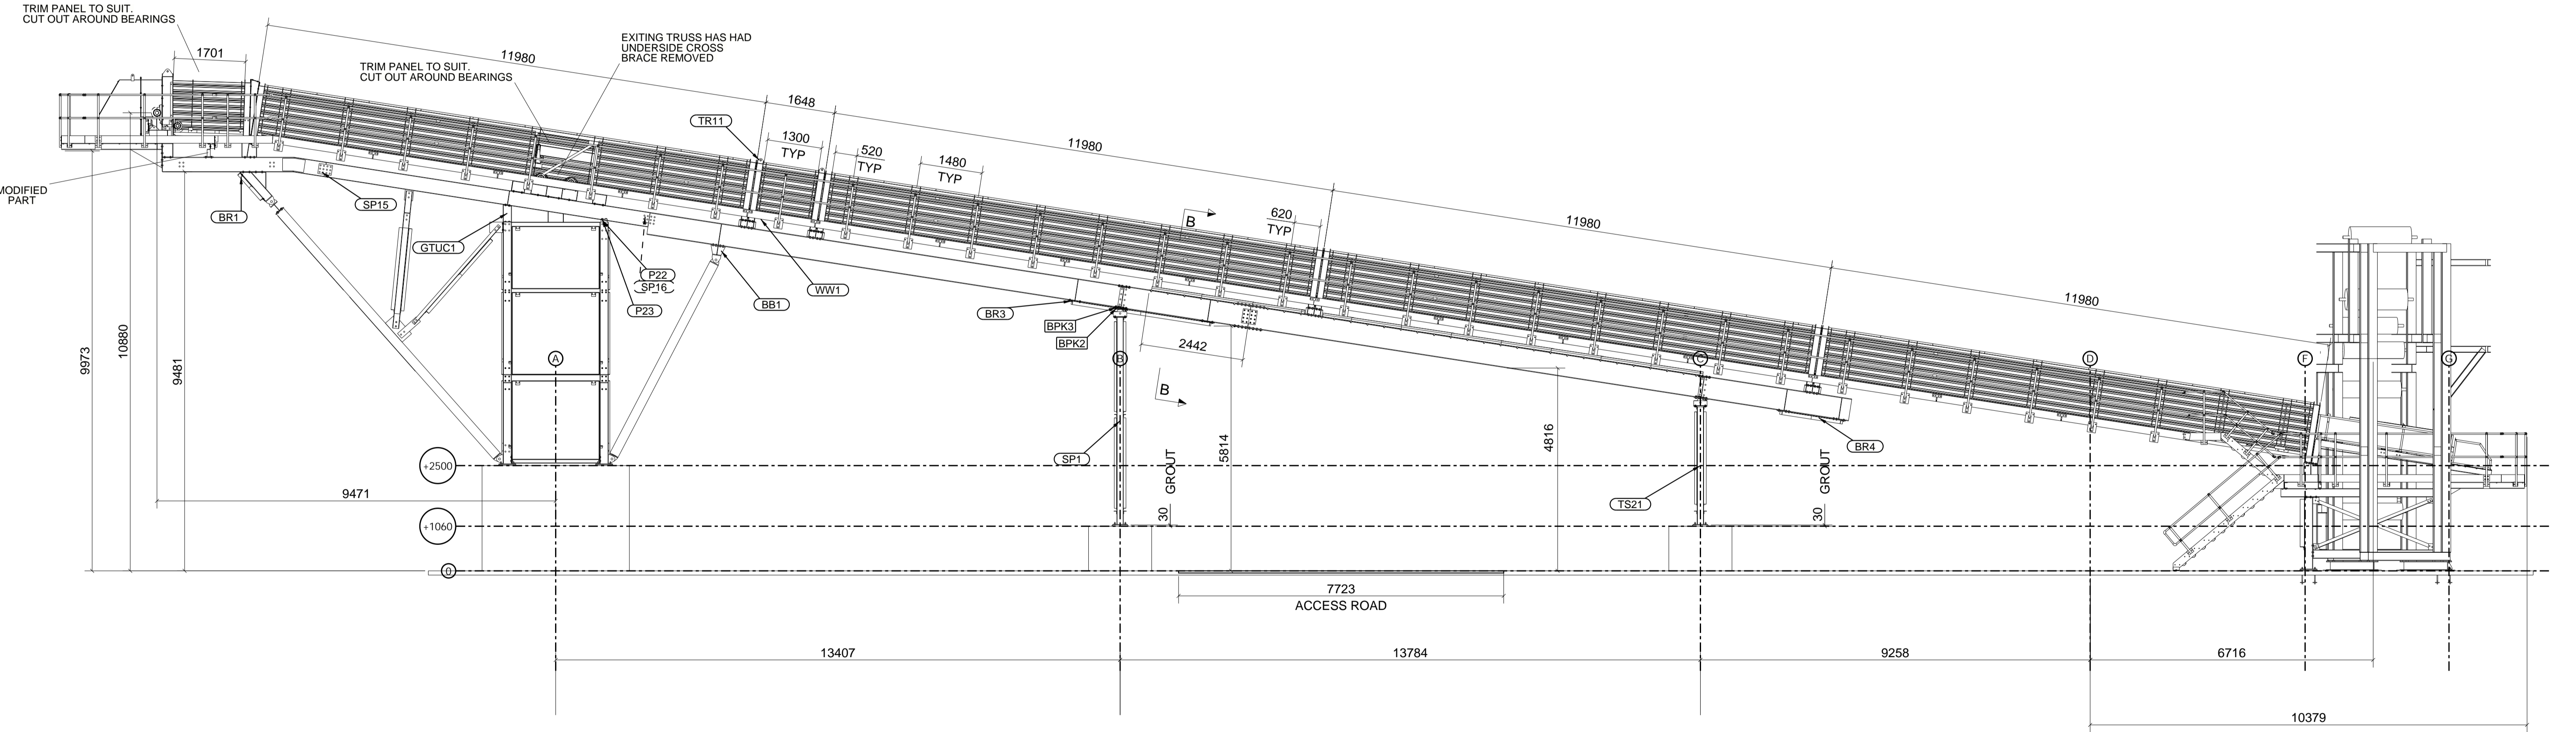 TRIM PANEL TO SUIT.
CUT OUT AROUND BEARINGS
1701
11980
EXITING TRUSS HAS HAD
UNDERSIDE CROSS
BRACE REMOVED
TRIM PANEL TO SUIT.
CUT OUT AROUND BEARINGS
1648
TR11
1300
TYP
520
TYP
1480
TYP
11980
MODIFIED
PART
BR1
SP15
GTUC1
P22
SP16
P23
BB1
WW1
B
620
TYP
11980
11980
BR3
BPK3
BPK2
2442
B
9973
10880
9481
A
B
C
D
F
G
5814
4816
BR4
SP1
GROUT
30
TS21
GROUT
30
+2500
9471
+1060
0
7723
ACCESS ROAD
13407
13784
9258
6716
10379